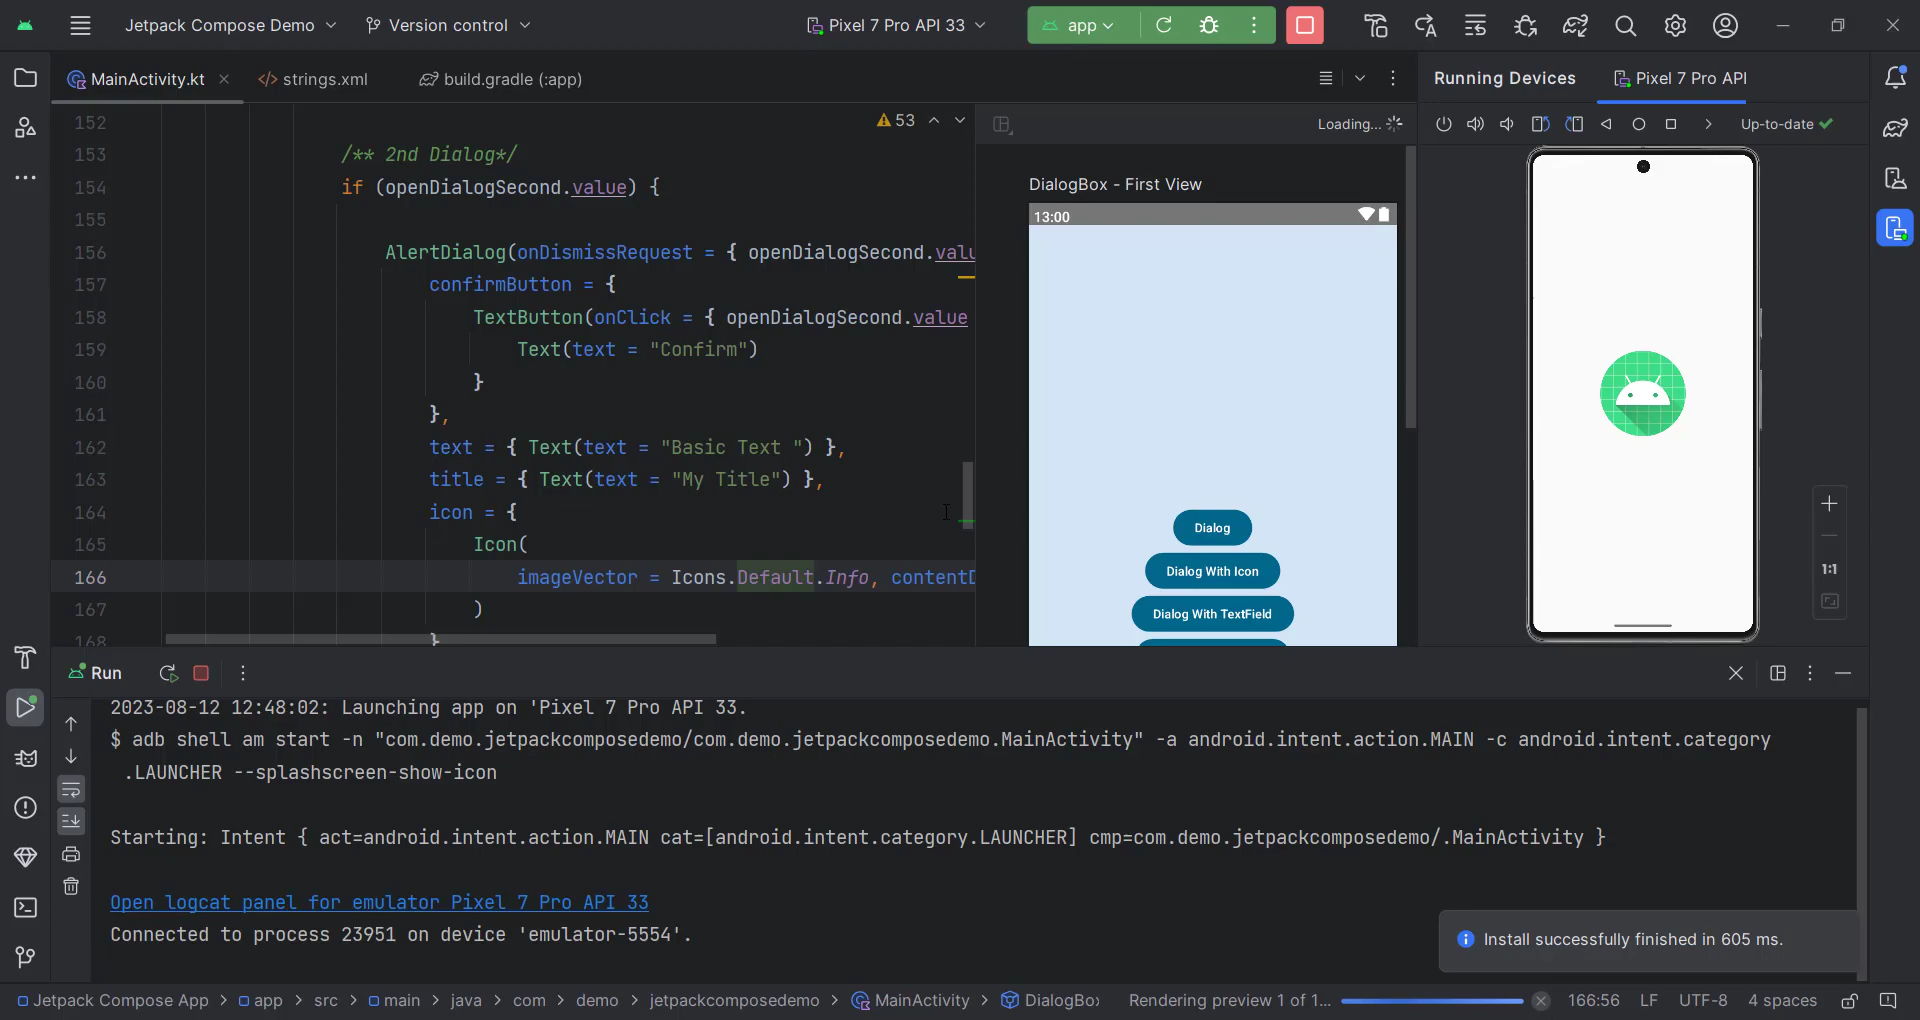 Jetpack Compose Demo
Version control
Pixel 7 Pro API 33
app
MainActivity.kt
</> strings.xml
build.gradle (:app)
Running Devices
Pixel 7 Pro API
53
Loading...
Up-to-date
152
153 /** 2nd Dialog*/
154 if (openDialogSecond.value) {
155
156 AlertDialog(onDismissRequest = { openDialogSecond.valu
157 confirmButton = {
158 TextButton(onClick = { openDialogSecond.value
159 Text(text = "Confirm")
160 }
161 },
162 text = { Text(text = "Basic Text ") },
163 title = { Text(text = "My Title") },
164 icon = {
165 Icon(
166 imageVector = Icons.Default.Info, contentD
167 )
168 }
DialogBox - First View
13:00
Dialog
Dialog With Icon
Dialog With TextField
1:1
Run
2023-08-12 12:48:02: Launching app on 'Pixel 7 Pro API 33.
$ adb shell am start -n "com.demo.jetpackcomposedemo/com.demo.jetpackcomposedemo.MainActivity" -a android.intent.action.MAIN -c android.intent.category
.LAUNCHER --splashscreen-show-icon
Starting: Intent { act=android.intent.action.MAIN cat=[android.intent.category.LAUNCHER] cmp=com.demo.jetpackcomposedemo/.MainActivity }
Open logcat panel for emulator Pixel 7 Pro API 33
Connected to process 23951 on device 'emulator-5554'.
Install successfully finished in 605 ms.
Jetpack Compose App > app > src > main > java > com > demo > jetpackcomposedemo > MainActivity > DialogBox
Rendering preview 1 of 1...
166:56 LF UTF-8 4 spaces